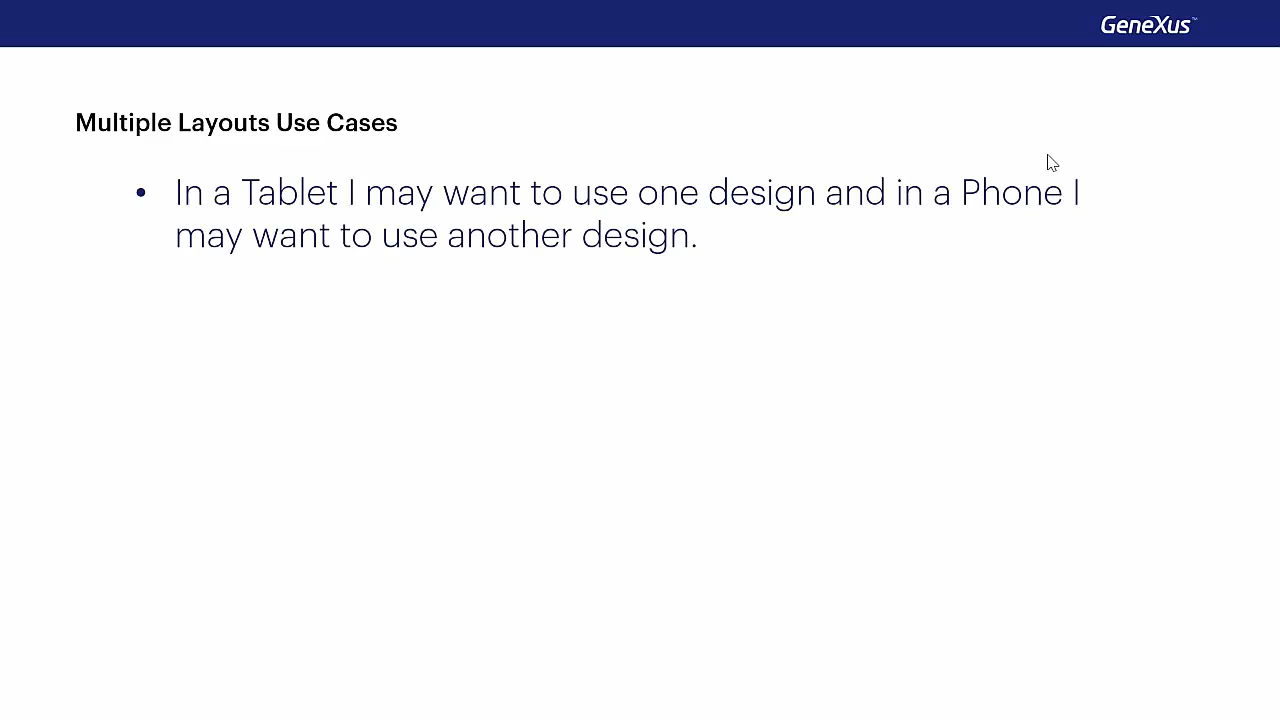 GeneXus™
Multiple Layouts Use Cases
• In a Tablet I may want to use one design and in a Phone I
may want to use another design.